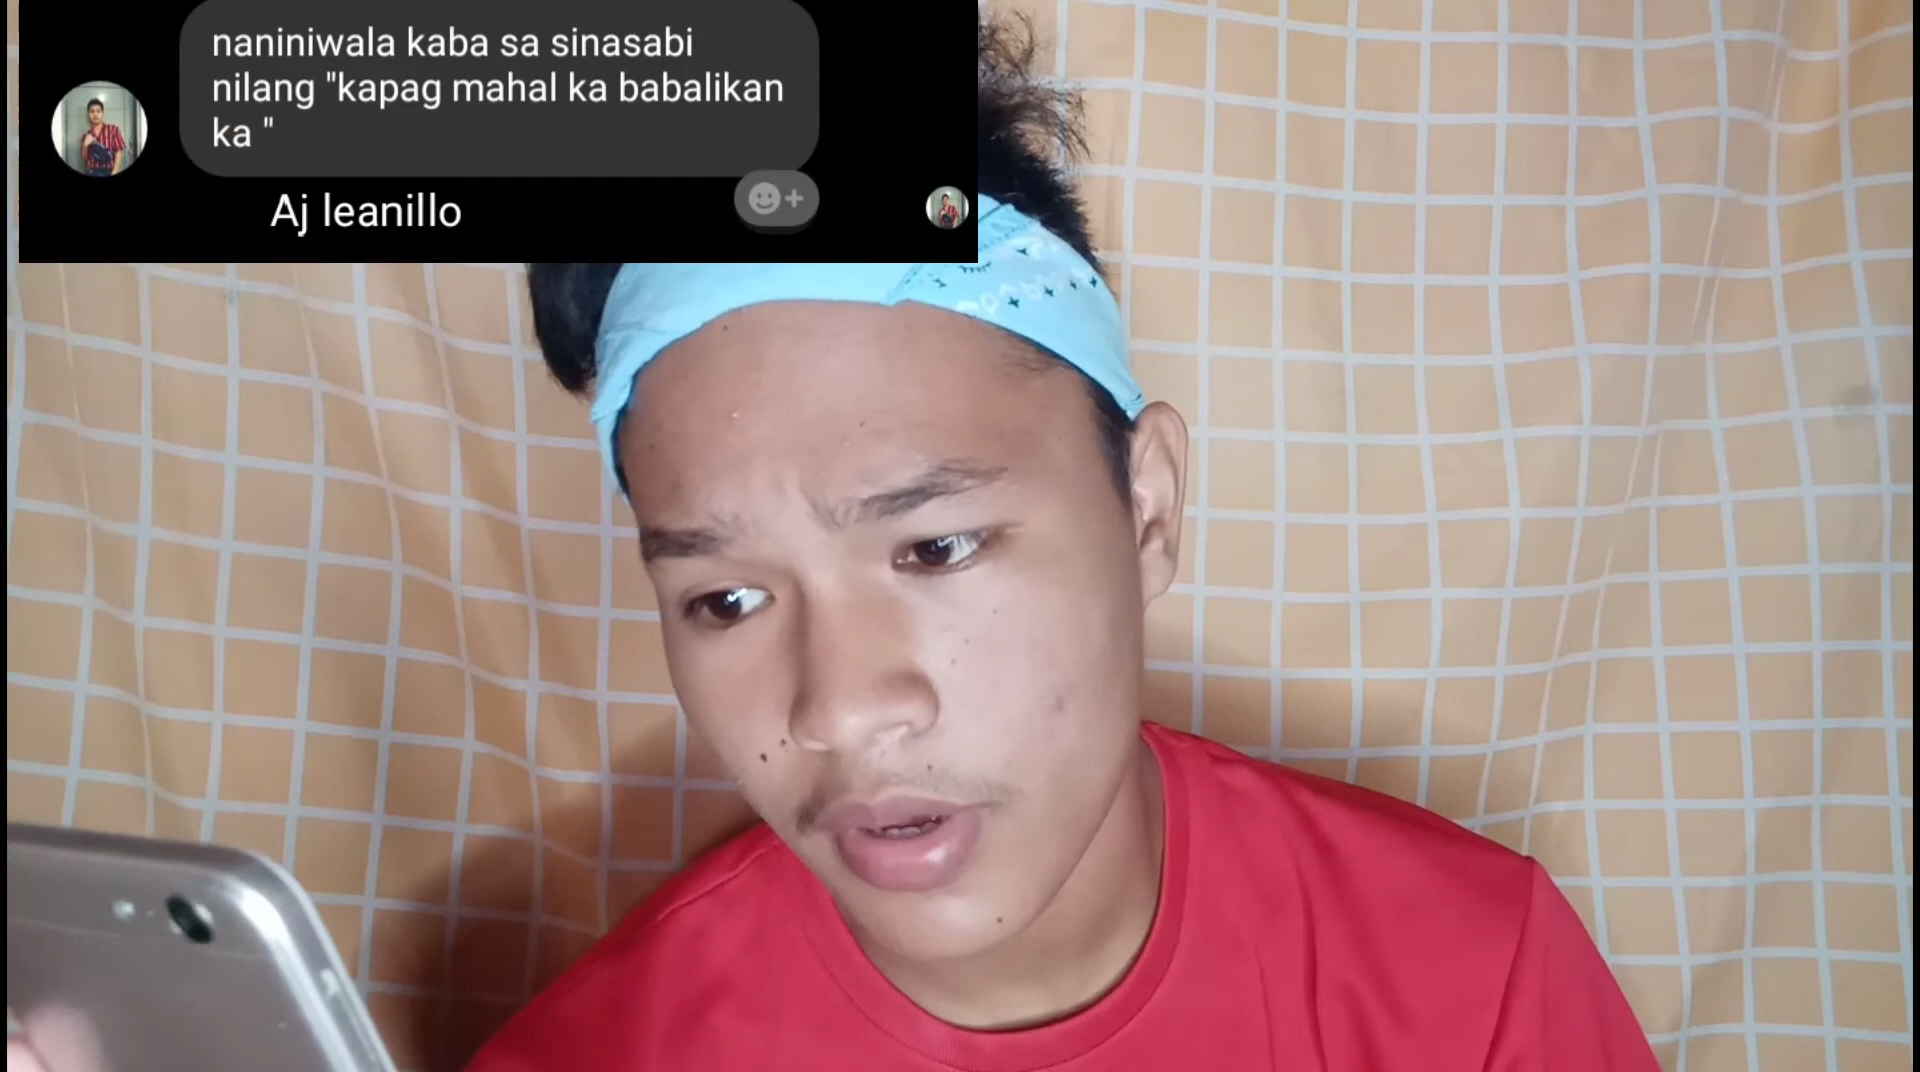 naniniwala kaba sa sinasabi
nilang "kapag mahal ka babalikan
ka "
Aj leanillo